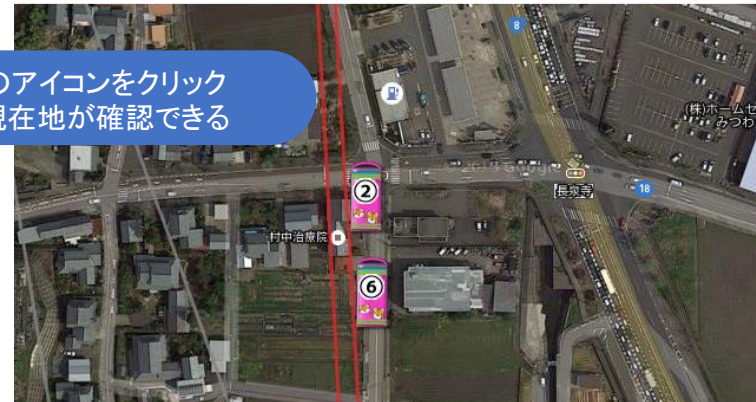 のアイコンをクリック
現在地が確認できる
8
(株)ホームセ
みつわ
長泉寺
18
②
村中治療院
⑥